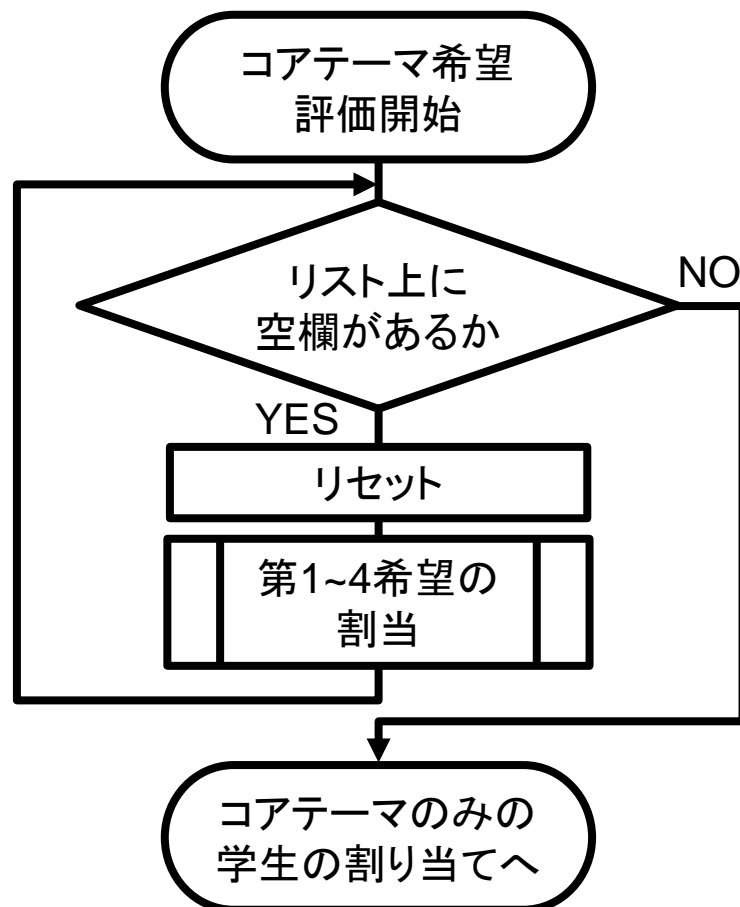 コアテーマ希望
評価開始
リスト上に
空欄があるか
NO
YES
リセット
第1~4希望の
割当
コアテーマのみの
学生の割り当てへ